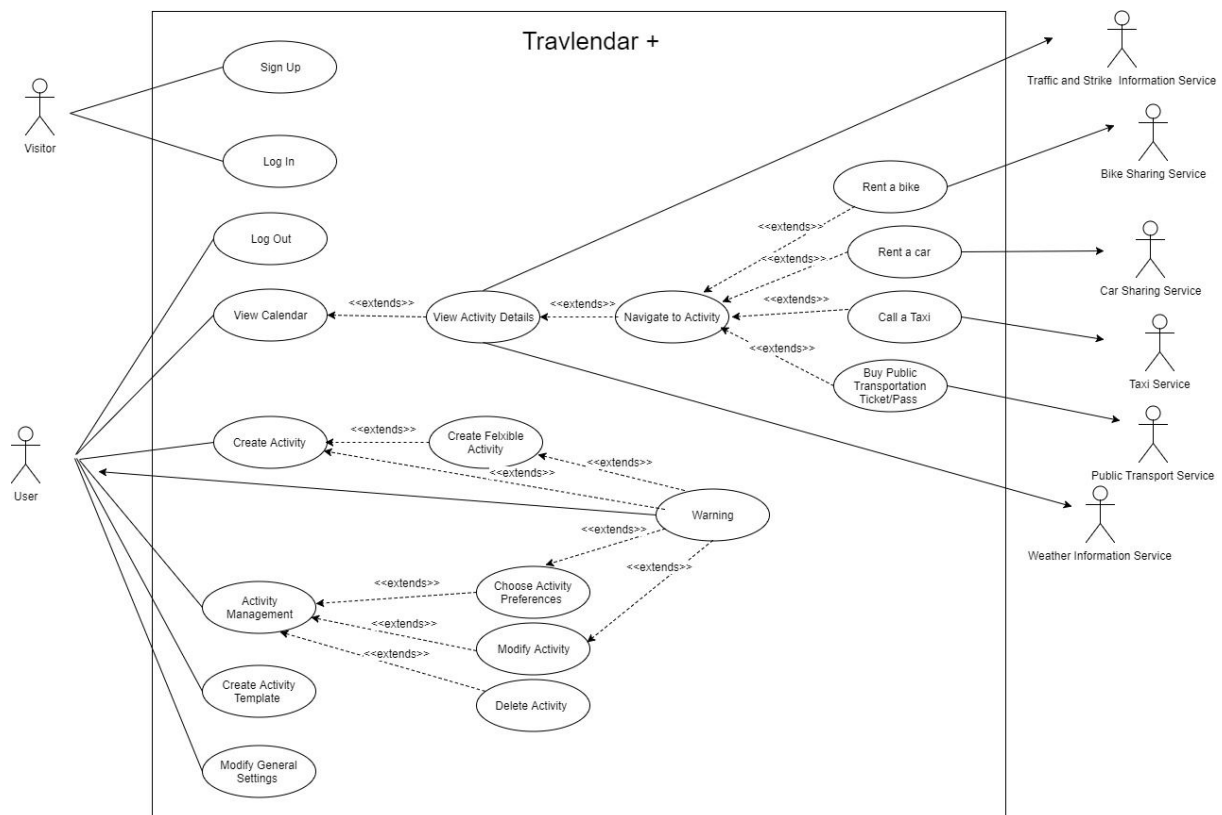 Travlendar +
Sign Up
Traffic and Strike Information Service
Visitor
Log In
Bike Sharing Service
Rent a bike
<<extends>>
Log Out
Rent a car
<<extends>>
Car Sharing Service
View Calendar
<<extends>>
View Activity Details
<<extends>>
Navigate to Activity
<<extends>>
Call a Taxi
<<extends>>
Taxi Service
Buy Public
Transportation
Ticket/Pass
Public Transport Service
User
Create Activity
<<extends>>
Create Felxible
Activity
<<extends>>
<<extends>>
Warning
Weather Information Service
<<extends>>
<<extends>>
Activity
Management
<<extends>>
Choose Activity
Preferences
<<extends>>
Modify Activity
<<extends>>
Delete Activity
Create Activity
Template
Modify General
Settings